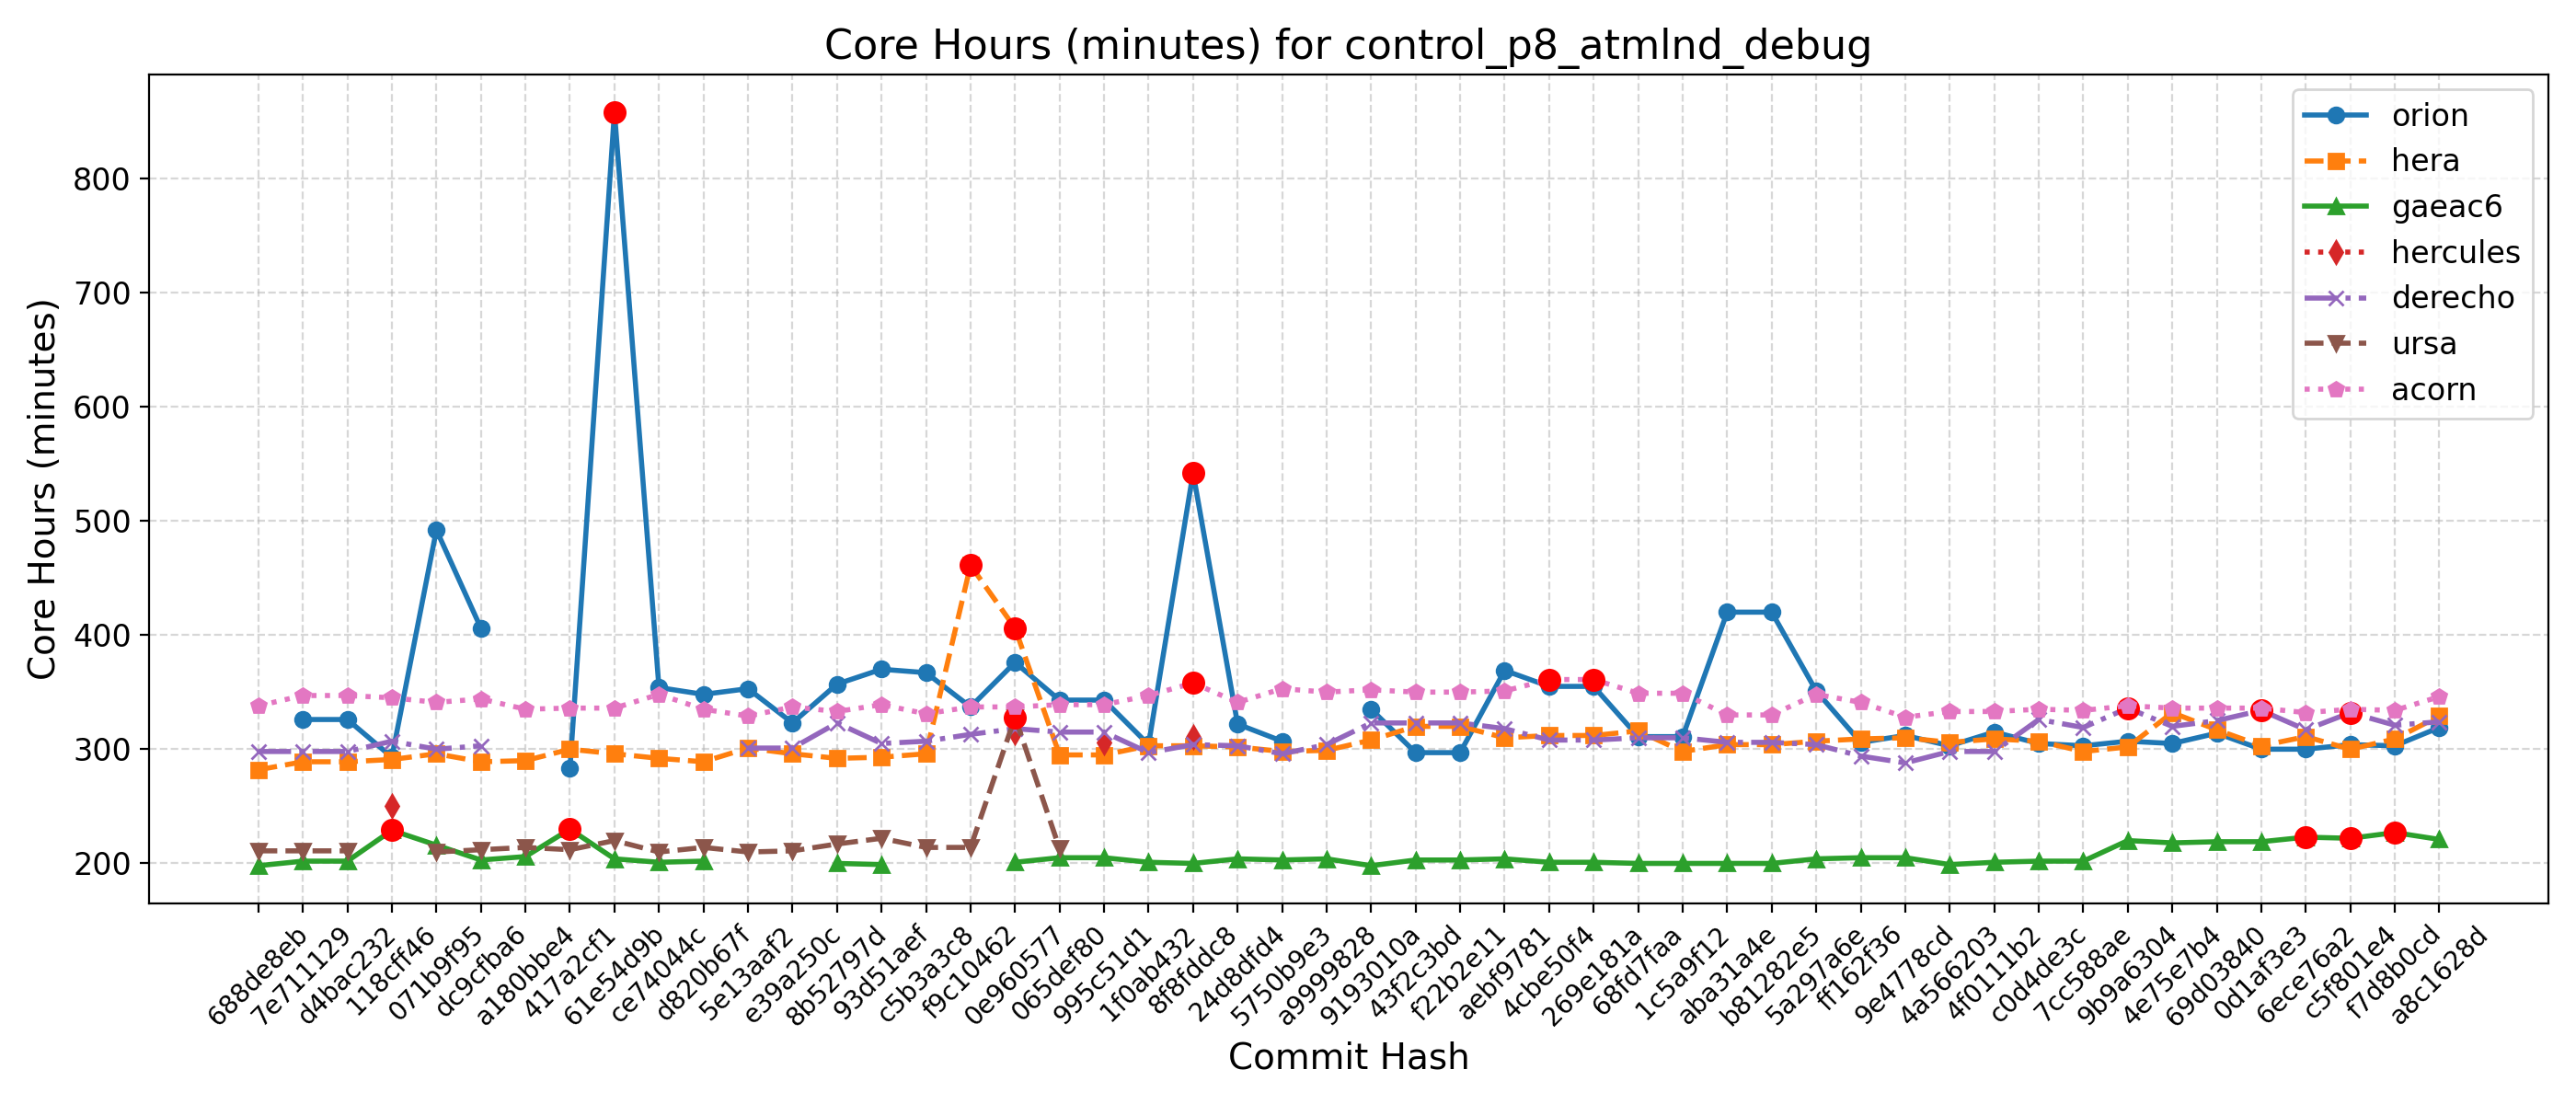 Core Hours (minutes) for control_p8_atmlnd_debug
Core Hours (minutes)
800
700
600
500
400
300
200
orion
hera
gaeac6
hercules
derecho
ursa
acorn
688de8eb
7e711129
d4bac232
118cff46
071b9f95
dc9cfba6
a180bbe4
417a2cf1
61e54d9b
ce74044c
d820b67f
5e13aaf2
e39a250c
8b52797d
93d51aef
c5b3a3c8
f9c10462
0e960577
065def80
995c51d1
1f0ab432
8f8fddc8
24d8dfd4
5750b9e3
a9999828
9193010a
43f2c3bd
f22b2e11
aebf9781
4cbe50f4
269e181a
68fd7faa
1c5a9f12
aba31a4e
b81282e5
5a297a6e
ff162f36
9e4778cd
4a566203
4f0111b2
c0d4de3c
7cc588ae
9b9a6304
4e75e7b4
69d03840
0d1af3e3
6ece76a2
c5f801e4
f7d8b0cd
a8c1628d
Commit Hash